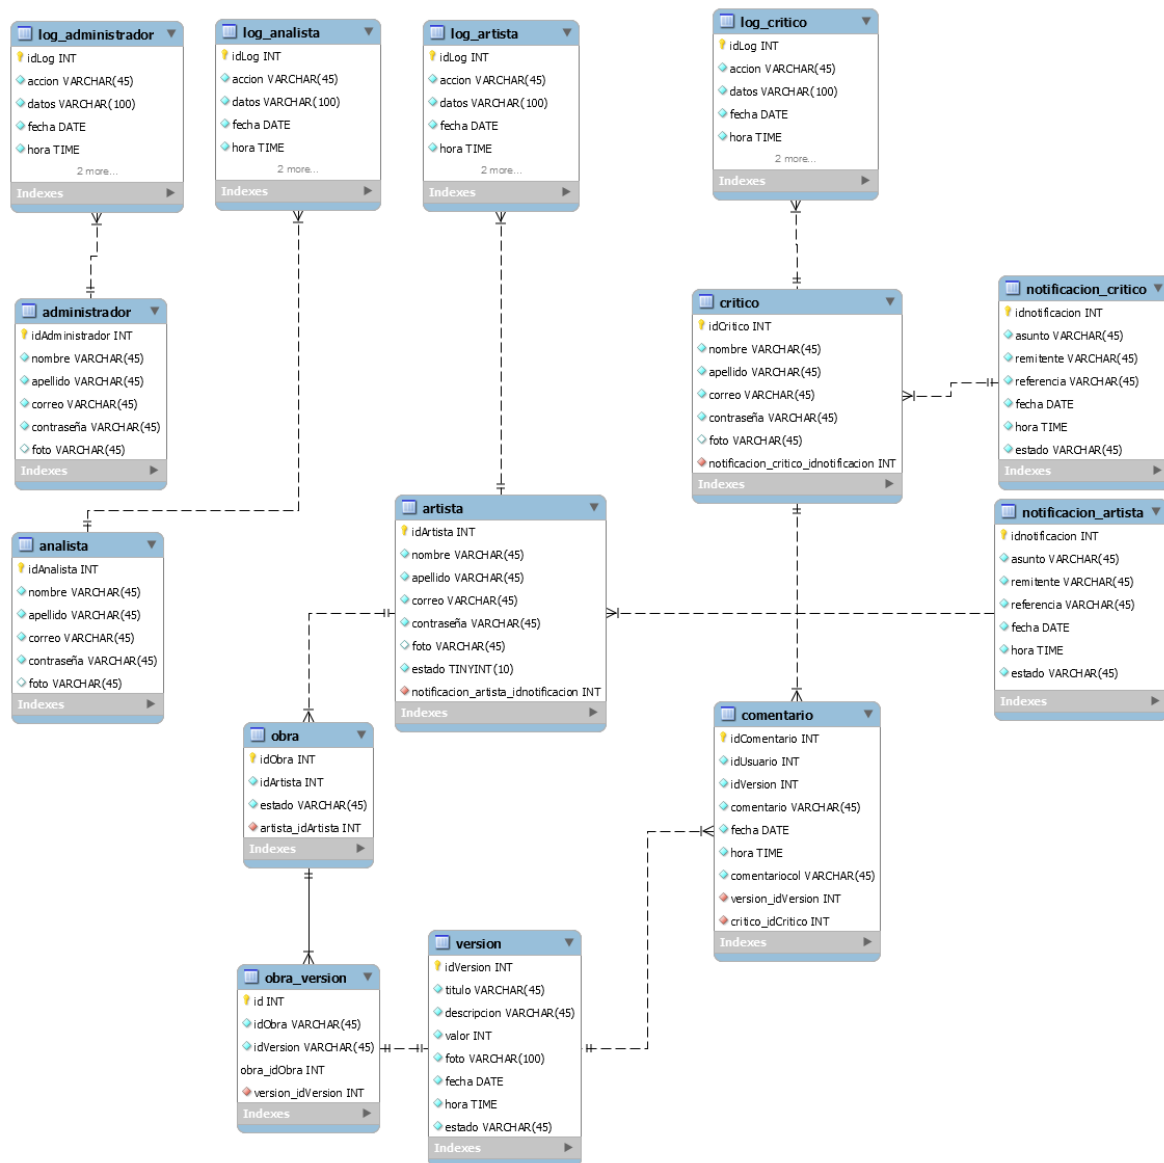 log_administrador
idLog INT
accion VARCHAR(45)
datos VARCHAR(100)
fecha DATE
hora TIME
2 more...
Indexes
log_analista
idLog INT
accion VARCHAR(45)
datos VARCHAR(100)
fecha DATE
hora TIME
2 more...
Indexes
log_artista
idLog INT
accion VARCHAR(45)
datos VARCHAR(100)
fecha DATE
hora TIME
2 more...
Indexes
log_critico
idLog INT
accion VARCHAR(45)
datos VARCHAR(100)
fecha DATE
hora TIME
2 more...
Indexes
administrador
idAdministrador INT
nombre VARCHAR(45)
apellido VARCHAR(45)
correo VARCHAR(45)
contraseña VARCHAR(45)
foto VARCHAR(45)
Indexes
critico
idCritico INT
nombre VARCHAR(45)
apellido VARCHAR(45)
correo VARCHAR(45)
contraseña VARCHAR(45)
foto VARCHAR(45)
notificacion_critico_idnotificacion INT
Indexes
notificacion_critico
idnotificacion INT
asunto VARCHAR(45)
remitente VARCHAR(45)
referencia VARCHAR(45)
fecha DATE
hora TIME
estado VARCHAR(45)
Indexes
analista
idAnalista INT
nombre VARCHAR(45)
apellido VARCHAR(45)
correo VARCHAR(45)
contraseña VARCHAR(45)
foto VARCHAR(45)
Indexes
artista
idArtista INT
nombre VARCHAR(45)
apellido VARCHAR(45)
correo VARCHAR(45)
contraseña VARCHAR(45)
foto VARCHAR(45)
estado TINYINT(10)
notificacion_artista_idnotificacion INT
Indexes
notificacion_artista
idnotificacion INT
asunto VARCHAR(45)
remitente VARCHAR(45)
referencia VARCHAR(45)
fecha DATE
hora TIME
estado VARCHAR(45)
Indexes
obra
idObra INT
idArtista INT
estado VARCHAR(45)
artista_idArtista INT
Indexes
comentario
idComentario INT
idUsuario INT
idVersion INT
comentario VARCHAR(45)
fecha DATE
hora TIME
comentariocol VARCHAR(45)
version_idVersion INT
critico_idCritico INT
Indexes
obra_version
id INT
idObra VARCHAR(45)
idVersion VARCHAR(45)
obra_idObra INT
version_idVersion INT
Indexes
version
idVersion INT
titulo VARCHAR(45)
descripcion VARCHAR(45)
valor INT
foto VARCHAR(100)
fecha DATE
hora TIME
estado VARCHAR(45)
Indexes